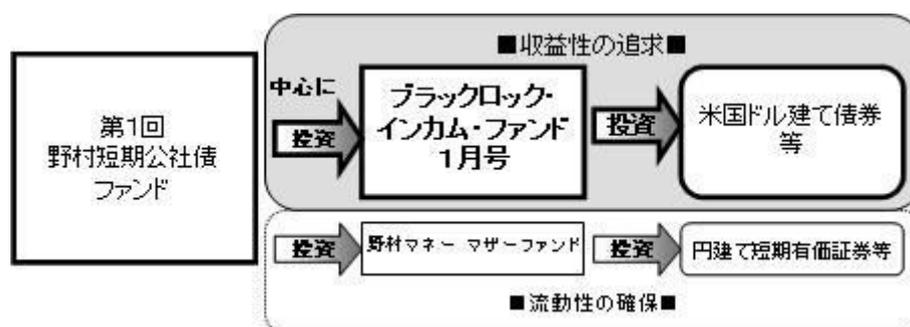 ■収益性の追求■
第1回
野村短期公社債
ファンド
中心に
投資
ブラックロック・
インカム・ファンド
1月号
投資
米国ドル建て債券
等
投資
野村マネー マザーファンド
投資
円建て短期有価証券等
■流動性の確保■